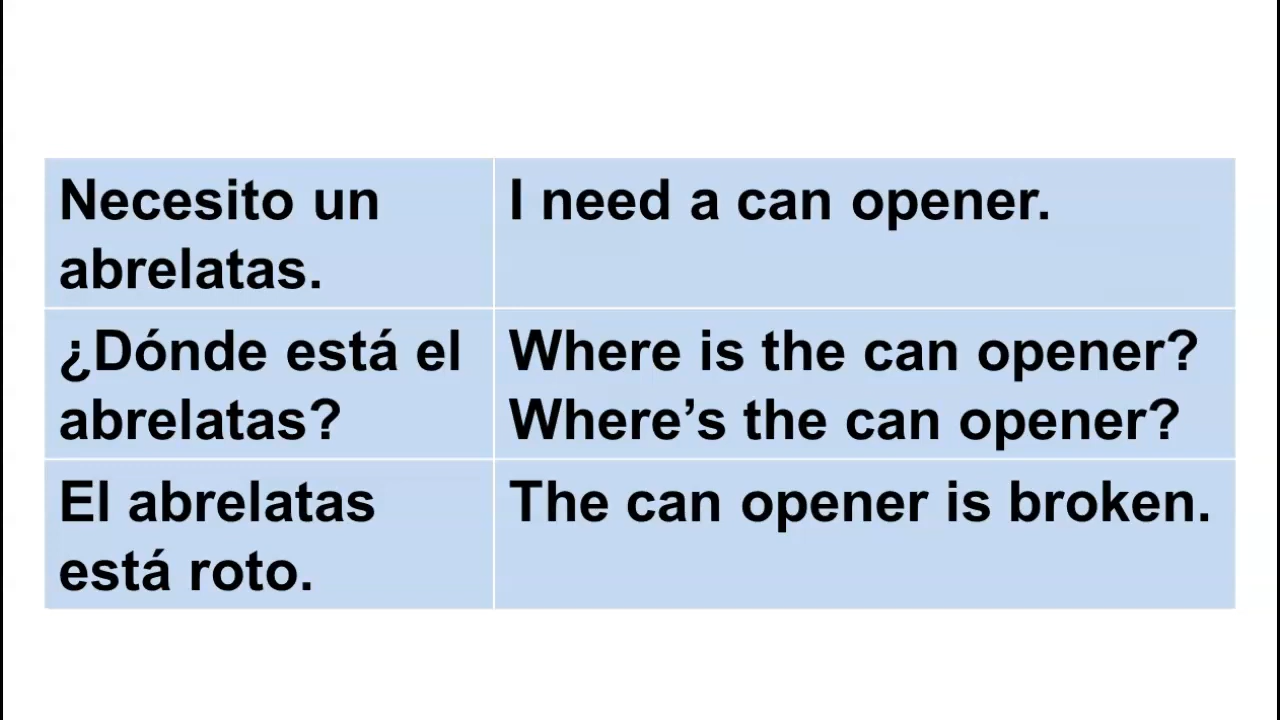 Necesito un
abrelatas.
I need a can opener.
¿Dónde está el
abrelatas?
Where is the can opener?
Where’s the can opener?
El abrelatas
está roto.
The can opener is broken.